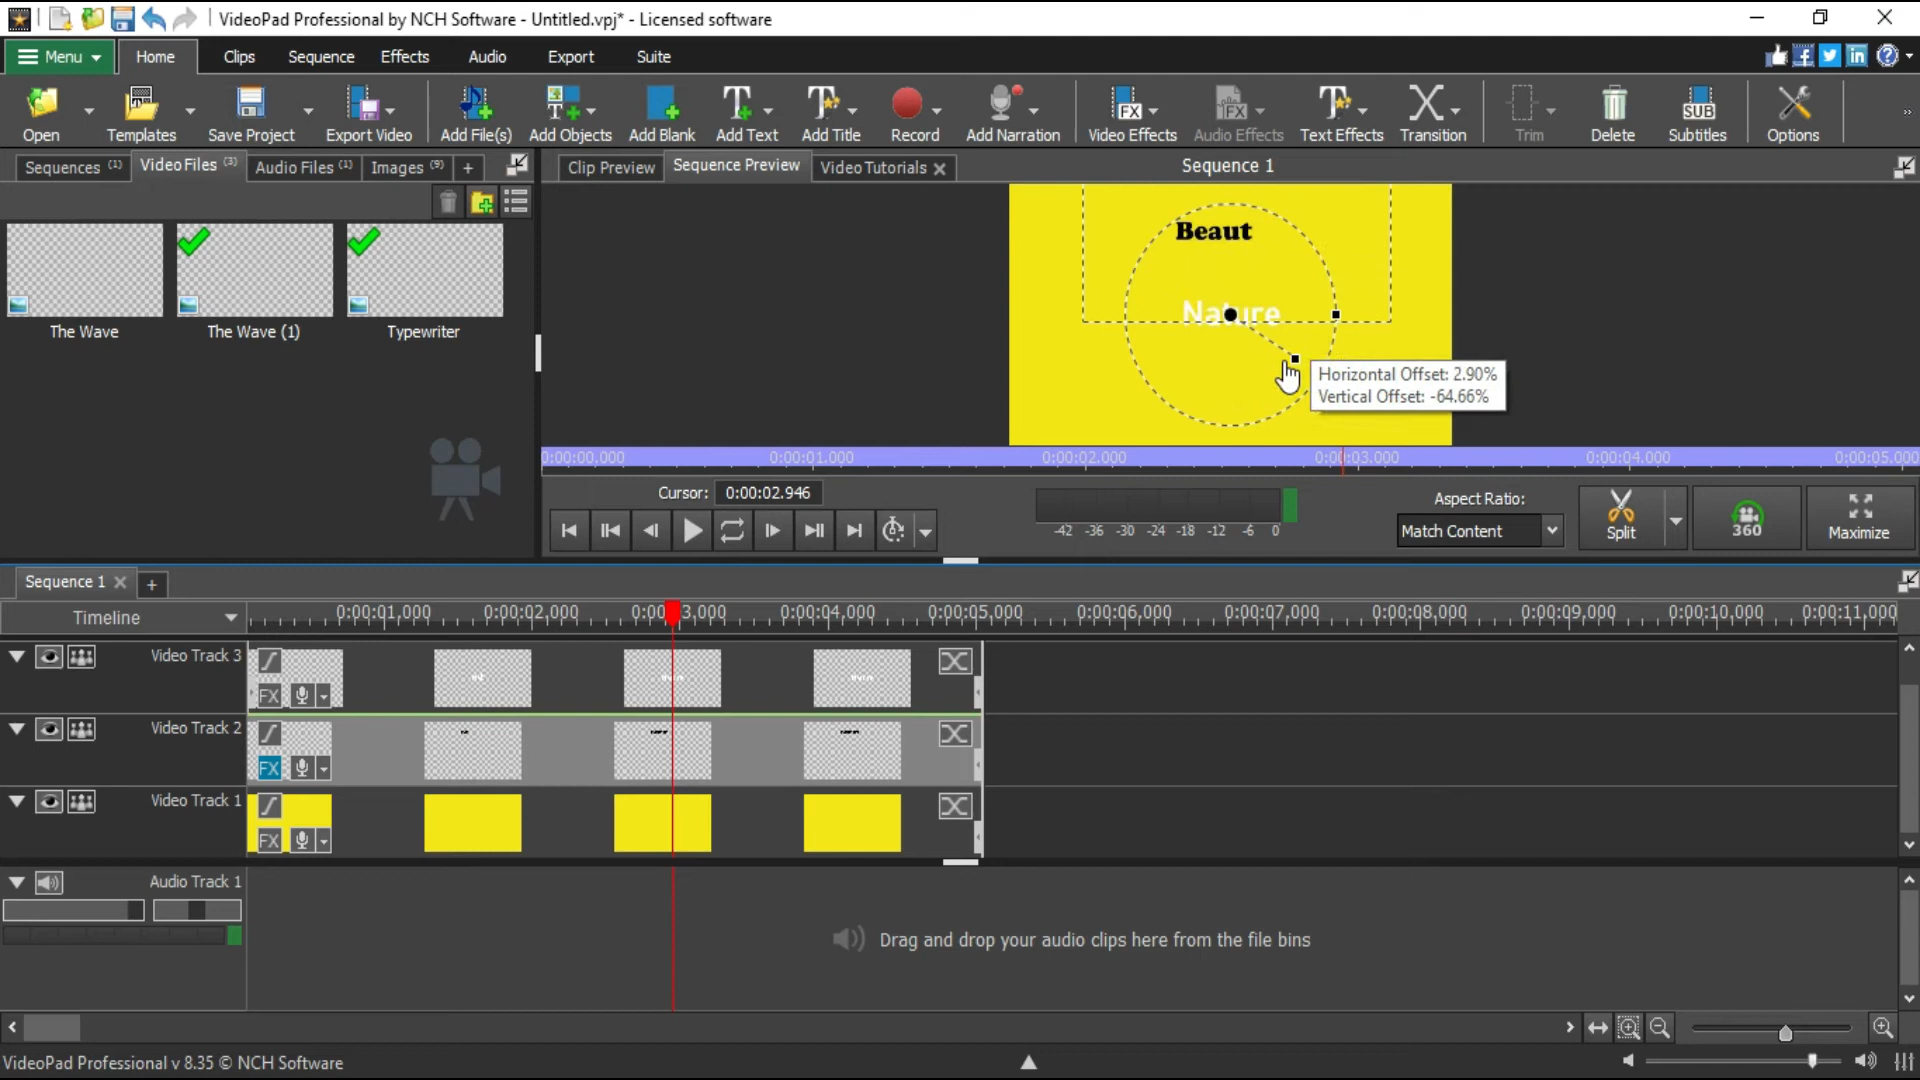 VideoPad Professional by NCH Software - Untitled.vpj* - Licensed software
Menu Home Clips Sequence Effects Audio Export Suite
Open Templates Save Project Export Video Add File(s) Add Objects Add Blank Add Text Add Title Record Add Narration Video Effects Audio Effects Text Effects Transition Trim Delete Subtitles Options
Sequences (1) Video Files (3) Audio Files (1) Images (9) +
Clip Preview Sequence Preview Video Tutorials Sequence 1
The Wave The Wave (1) Typewriter
Beaut
Nature
Horizontal Offset: 2.90%
Vertical Offset: -64.66%
0:00:00.000 0:00:01.000 0:00:02.000 0:00:03.000 0:00:04.000 0:00:05.000
Cursor: 0:00:02.946
-42 -36 -30 -24 -18 -12 -6 0
Aspect Ratio:
Match Content
Split 360 Maximize
Sequence 1 +
Timeline
0:00:01,000 0:00:02,000 0:00:03,000 0:00:04,000 0:00:05,000 0:00:06,000 0:00:07,000 0:00:08,000 0:00:09,000 0:00:10,000 0:00:11,000
Video Track 3
FX
Video Track 2
FX
Video Track 1
FX
Audio Track 1
Drag and drop your audio clips here from the file bins
VideoPad Professional v 8.35 © NCH Software